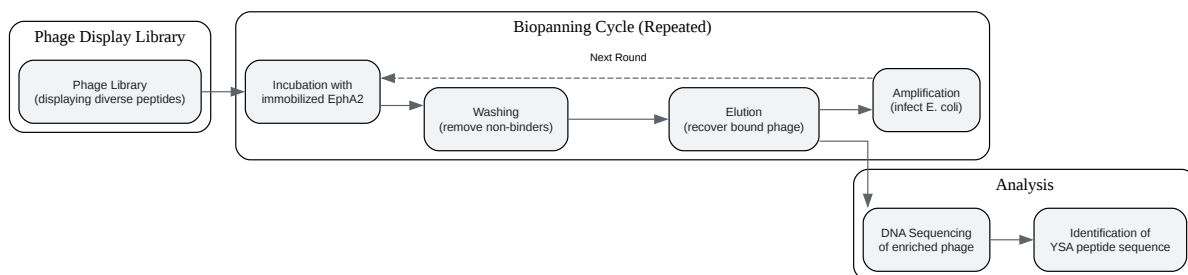 Phage Display Library
Phage Library
(displaying diverse peptides)
Biopanning Cycle (Repeated)
Next Round
Incubation with
immobilized EphA2
Washing
(remove non-binders)
Elution
(recover bound phage)
Amplification
(infect E. coli)
Analysis
DNA Sequencing
of enriched phage
Identification of
YSA peptide sequence